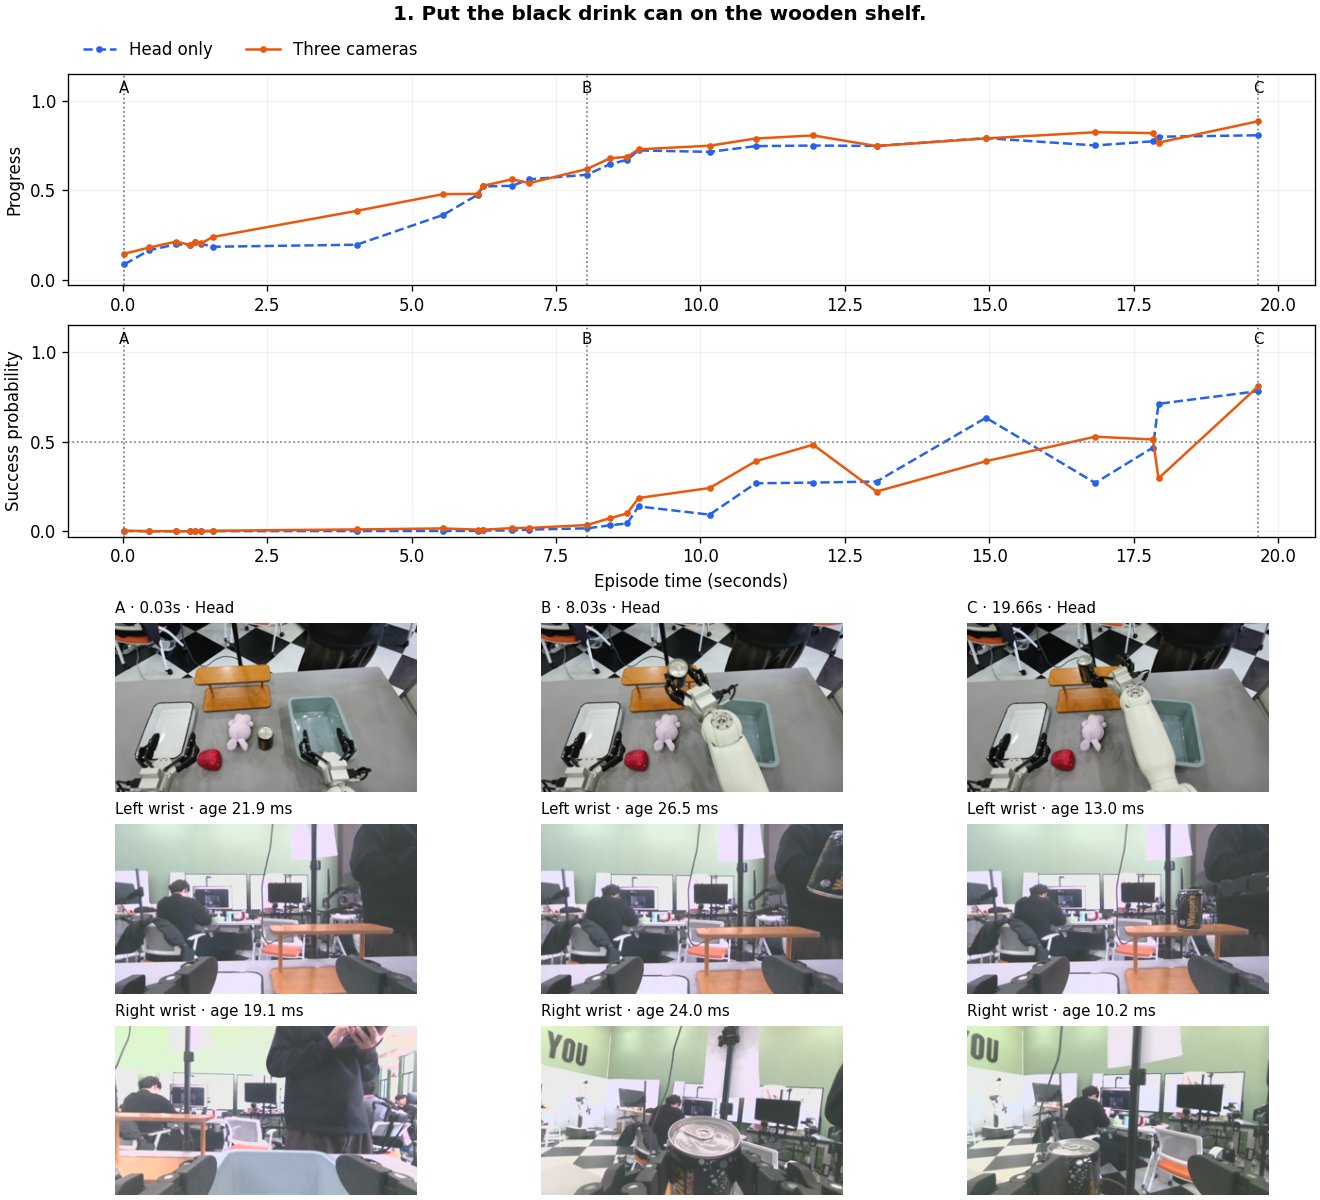 1. Put the black drink can on the wooden shelf.
Head only
Three cameras
A
B
C
1.0
0.5
0.0
Progress
0.0
2.5
5.0
7.5
10.0
12.5
15.0
17.5
20.0
A
B
C
1.0
0.5
0.0
Success probability
0.0
2.5
5.0
7.5
10.0
12.5
15.0
17.5
20.0
Episode time (seconds)
A · 0.03s · Head
B · 8.03s · Head
C · 19.66s · Head
Left wrist · age 21.9 ms
Left wrist · age 26.5 ms
Left wrist · age 13.0 ms
Watson's
Right wrist · age 19.1 ms
Right wrist · age 24.0 ms
Right wrist · age 10.2 ms
YOU
YOU